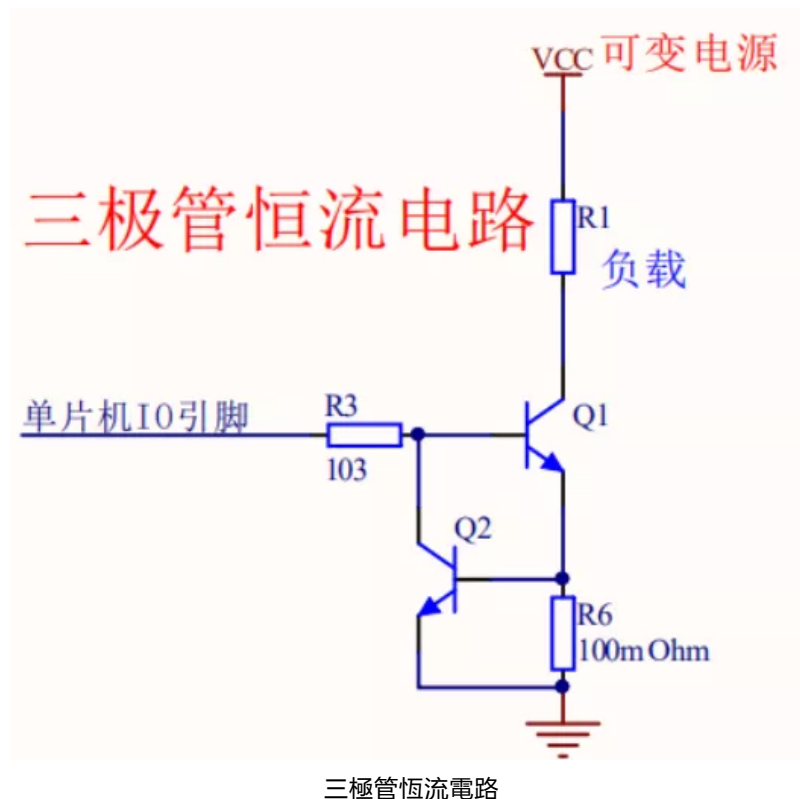 VCC 可变电源
三极管恒流电路
R1
负载
单片机IO引脚
R3
103
Q1
Q2
R6
100m Ohm
三極管恆流電路